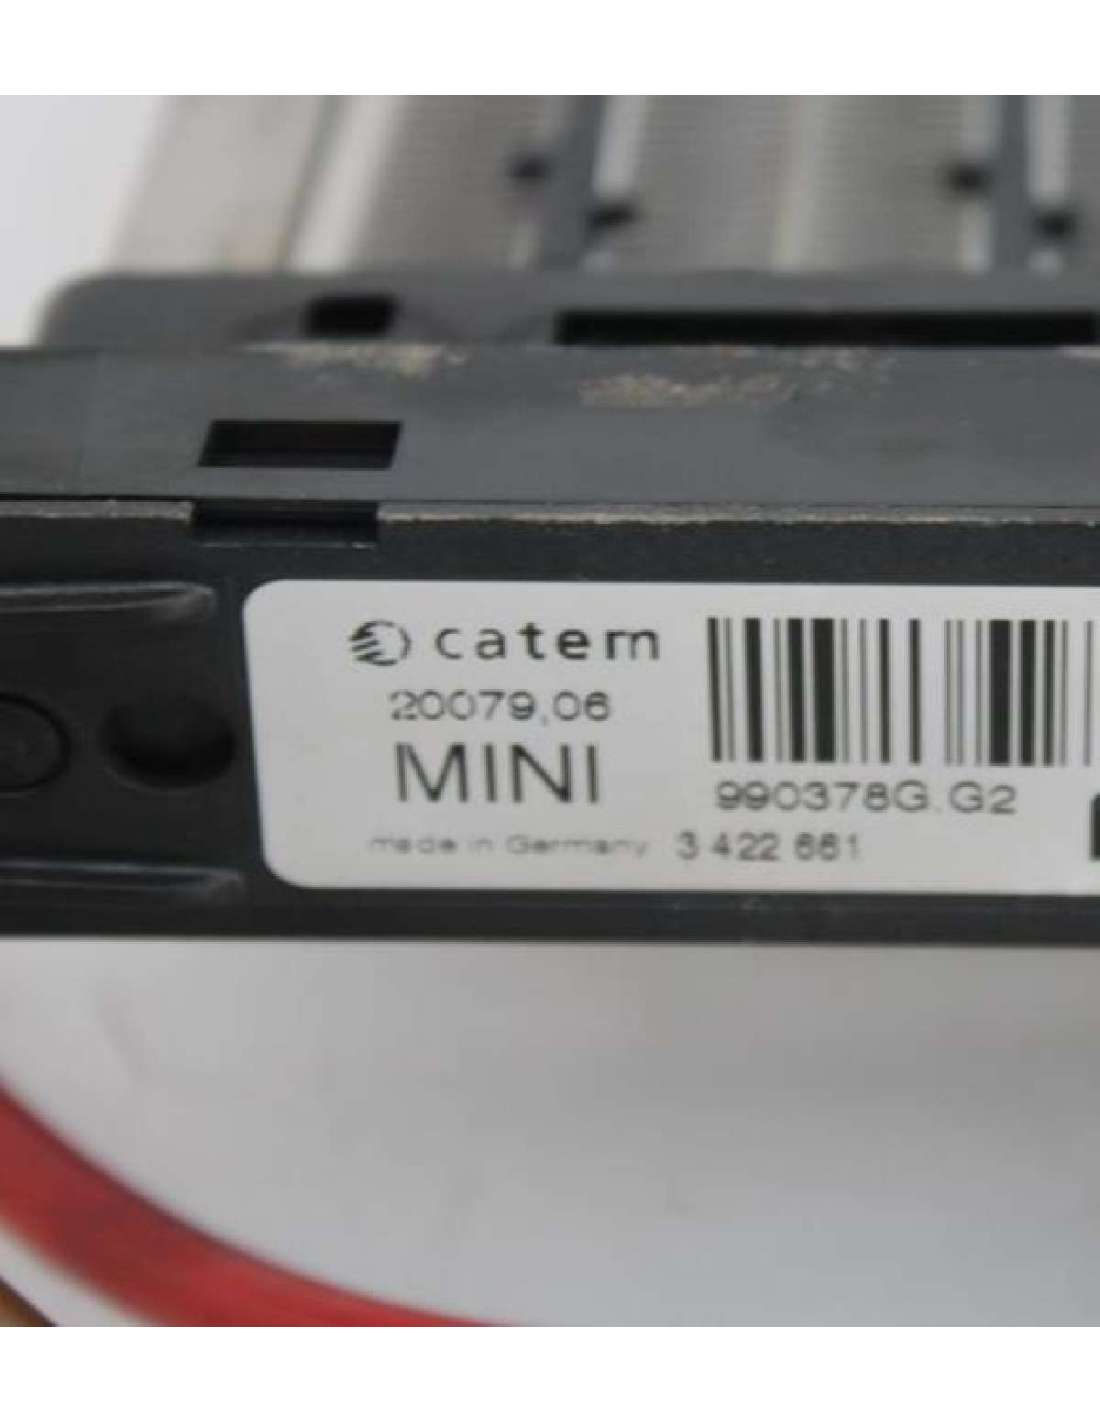 catem
20079.06
MINI
990378G.G2
made in Germany 3 422 661